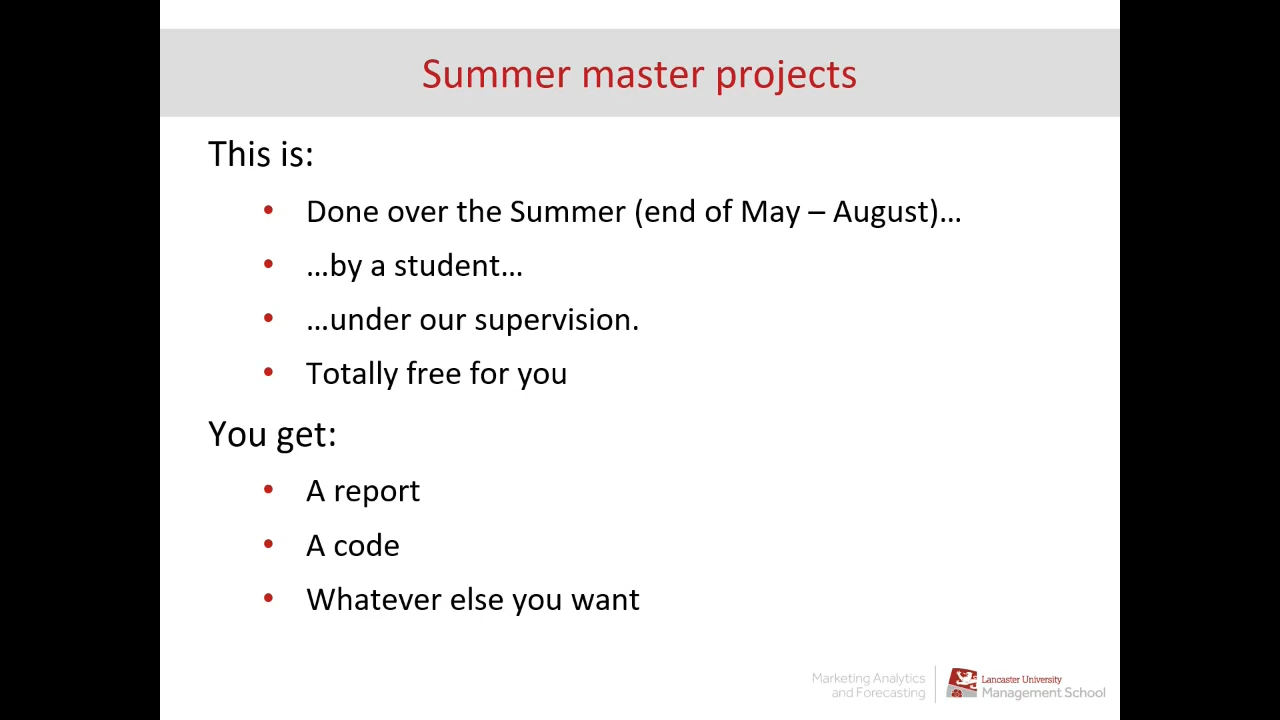 Summer master projects
This is:
• Done over the Summer (end of May – August)…
• …by a student…
• …under our supervision.
• Totally free for you
You get:
• A report
• A code
• Whatever else you want
Marketing Analytics
and Forecasting
Lancaster University
Management School